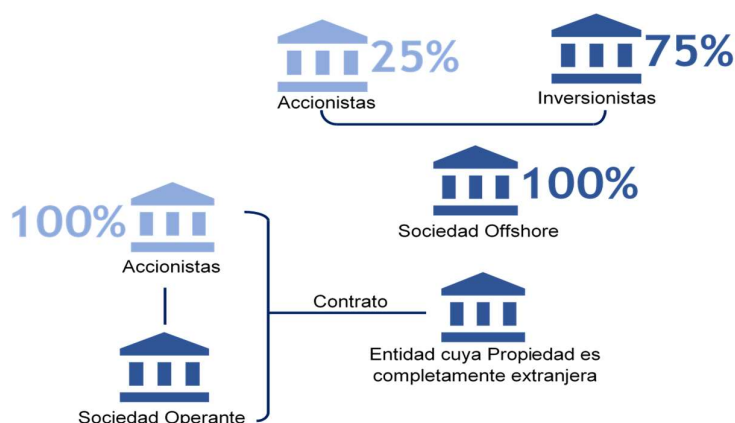 25%
Accionistas
75%
Inversionistas
100%
Sociedad Offshore
100%
Accionistas
Contrato
Entidad cuya Propiedad es
completamente extranjera
Sociedad Operante